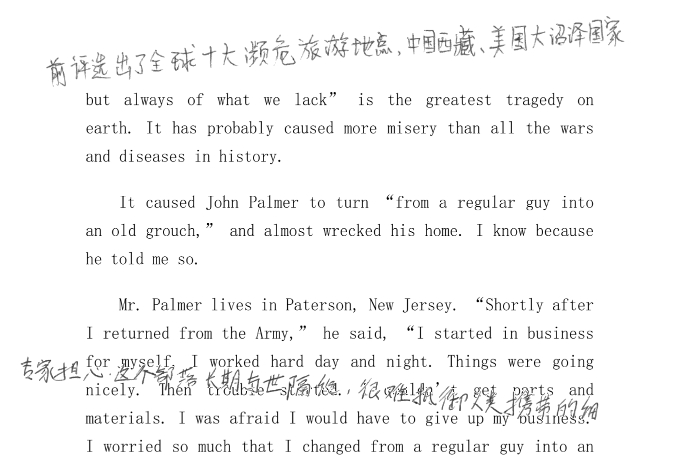 前评选出了全球十大濒危旅游地点,中国西藏、美国大沼泽国家
but always of what we lack” is the greatest tragedy on
earth. It has probably caused more misery than all the wars
and diseases in history.
It caused John Palmer to turn “from a regular guy into
an old grouch,” and almost wrecked his home. I know because
he told me so.
Mr. Palmer lives in Paterson, New Jersey. “Shortly after
I returned from the Army,” he said, “I started in business
for myself. I worked hard day and night. Things were going
专家担心:这个部落长期与世隔绝,很难抵御人类携带的细
nicely. Then trouble get parts and
materials. I was afraid I would have to give up my business.
I worried so much that I changed from a regular guy into an